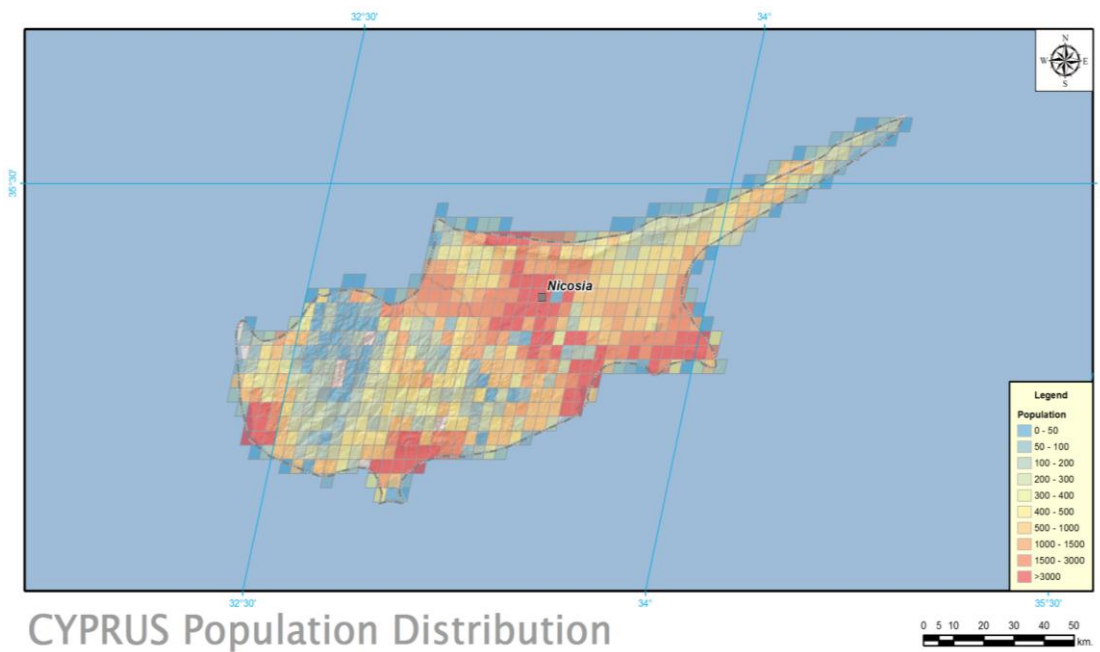 32°30'
34°
N
W E
S
35°30'
Nicosia
Legend
Population
0 - 50
50 - 100
100 - 200
200 - 300
300 - 400
400 - 500
500 - 1000
1000 - 1500
1500 - 3000
>3000
32°30'
34°
35°30'
CYPRUS Population Distribution
0 5 10 20 30 40 50
km.